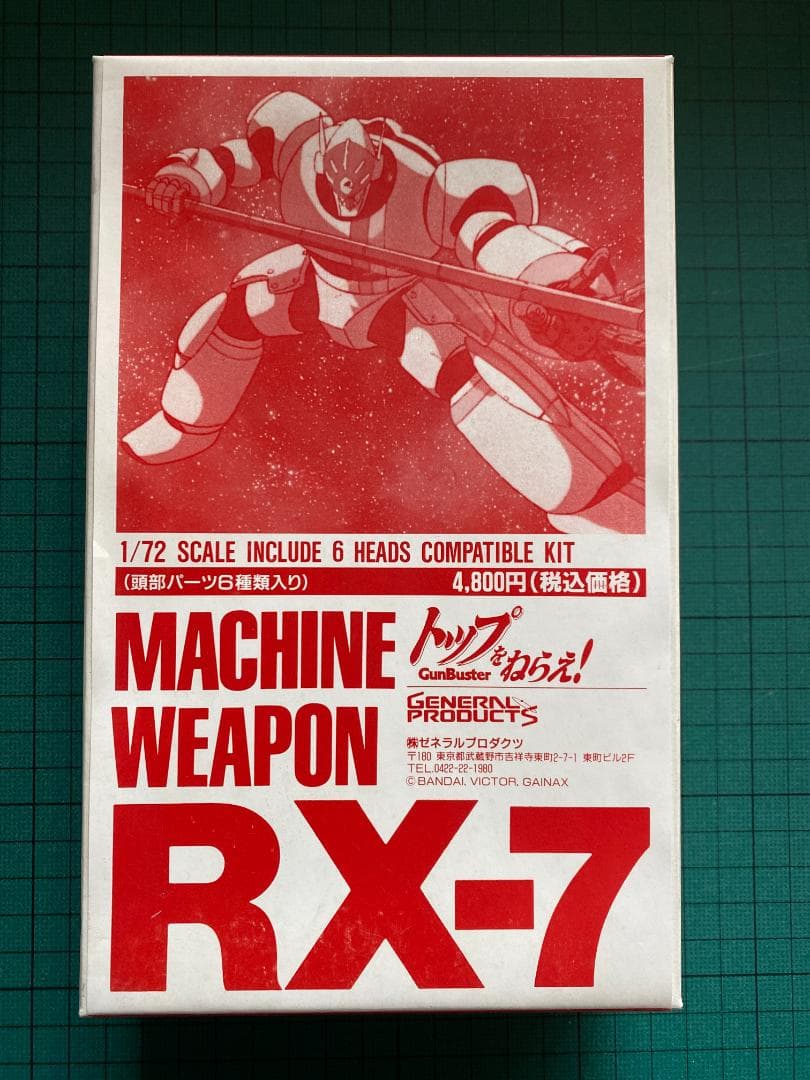 1/72 SCALE INCLUDE 6 HEADS COMPATIBLE KIT
(頭部パーツ6種類入り) 4,800円(税込価格)
MACHINE
WEAPON
トップをねらえ!
GunBuster
GENERAL
PRODUCTS
㈱ゼネラルプロダクツ
〒180 東京都武蔵野市吉祥寺東町2-7-1 東町ビル2F
TEL.0422-22-1980
©BANDAI, VICTOR, GAINAX
RX-7